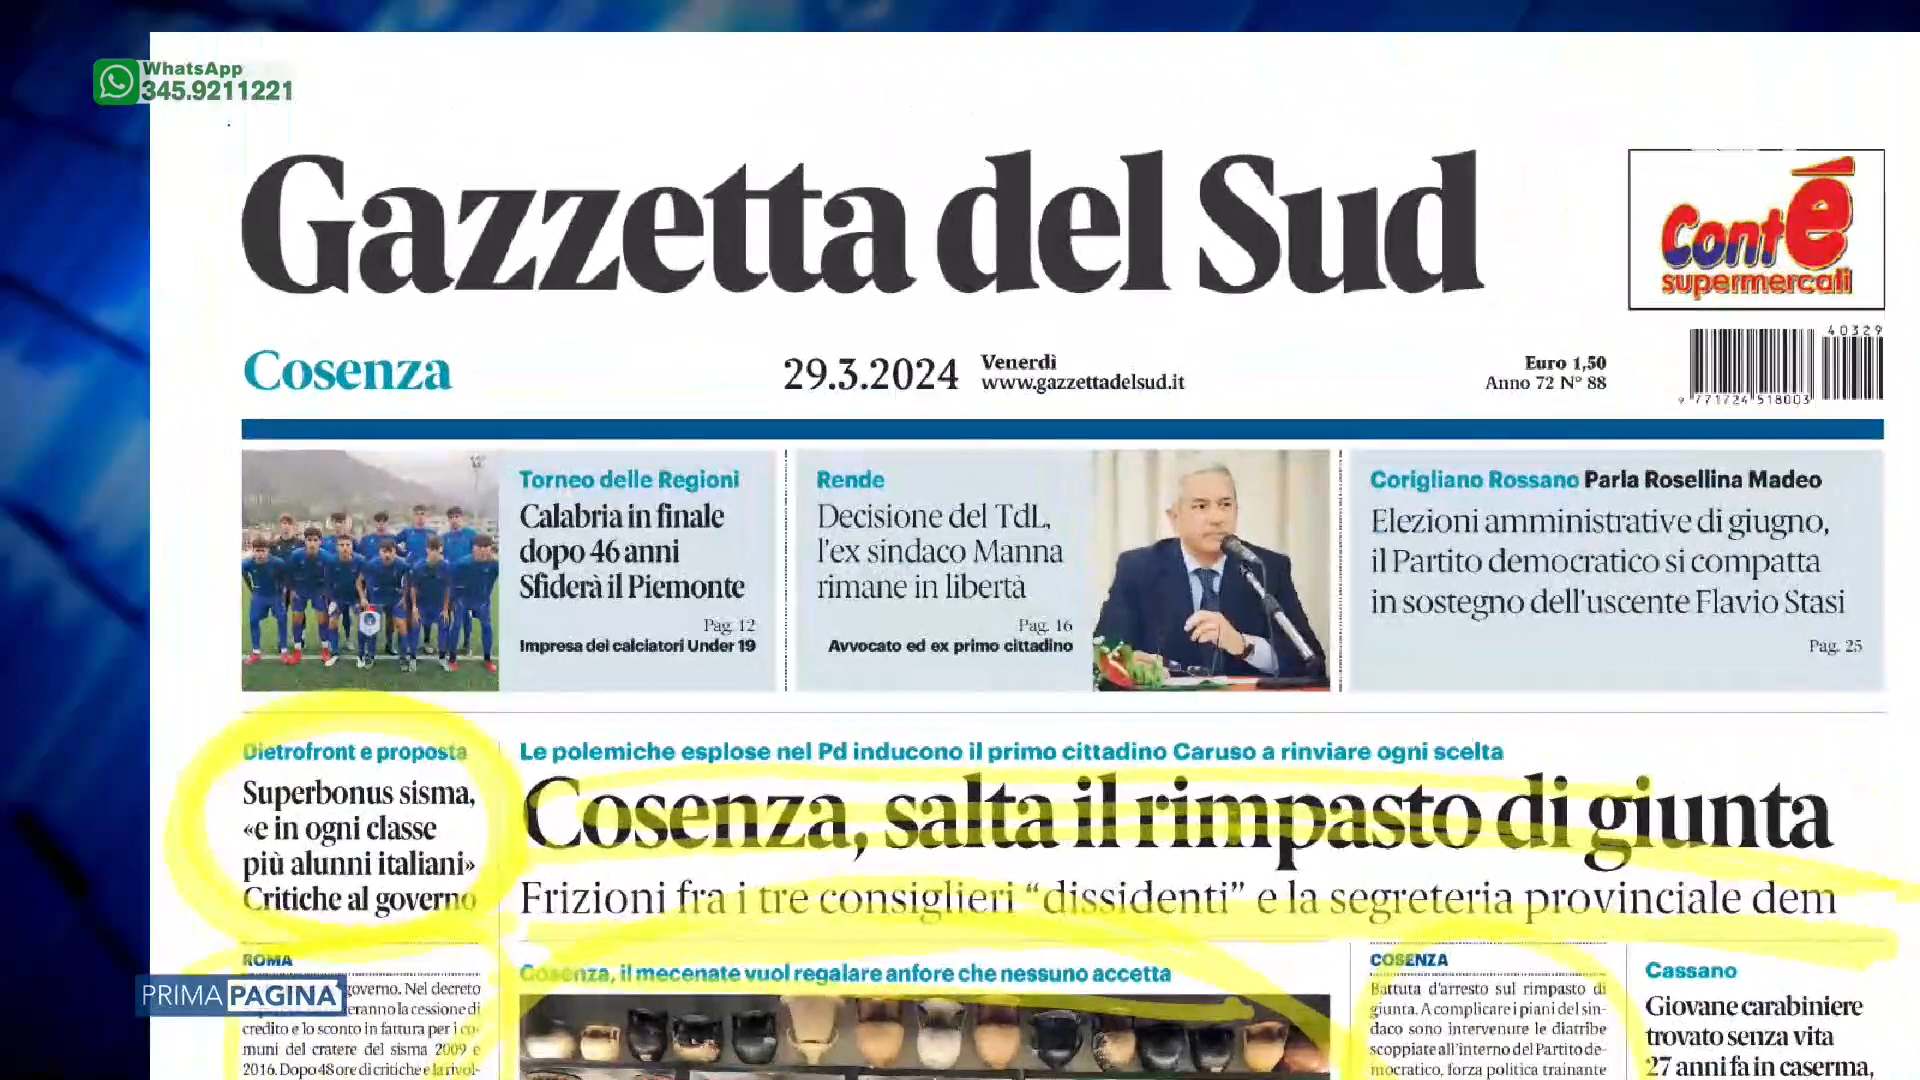 WhatsApp
345.9211221
Gazzetta del Sud
Contè
supermercati
Cosenza
29.3.2024
Venerdì
www.gazzettadelsud.it
Euro 1,50
Anno 72 N° 88
40329
9 771724 518003
Torneo delle Regioni
Calabria in finale
dopo 46 anni
Sfiderà il Piemonte
Pag. 12
Impresa dei calciatori Under 19
Rende
Decisione del TdL,
l'ex sindaco Manna
rimane in libertà
Pag. 16
Avvocato ed ex primo cittadino
Corigliano Rossano Parla Rosellina Madeo
Elezioni amministrative di giugno,
il Partito democratico si compatta
in sostegno dell'uscente Flavio Stasi
Pag. 25
Dietrofront e proposta
Superbonus sisma,
«e in ogni classe
più alunni italiani»
Critiche al governo
Le polemiche esplose nel Pd inducono il primo cittadino Caruso a rinviare ogni scelta
Cosenza, salta il rimpasto di giunta
Frizioni fra i tre consiglieri “dissidenti” e la segreteria provinciale dem
ROMA
governo. Nel decreto
eranno la cessione di
credito e lo sconto in fattura per i co-
muni del cratere del sisma 2009 e
2016. Dopo 48 ore di critiche e la rivol-
PRIMA PAGINA
Cosenza, il mecenate vuol regalare anfore che nessuno accetta
COSENZA
Battuta d'arresto sul rimpasto di
giunta. A complicare i piani del sin-
daco sono intervenute le diatribe
scoppiate all'interno del Partito de-
mocratico, forza politica trainante
Cassano
Giovane carabiniere
trovato senza vita
27 anni fa in caserma,